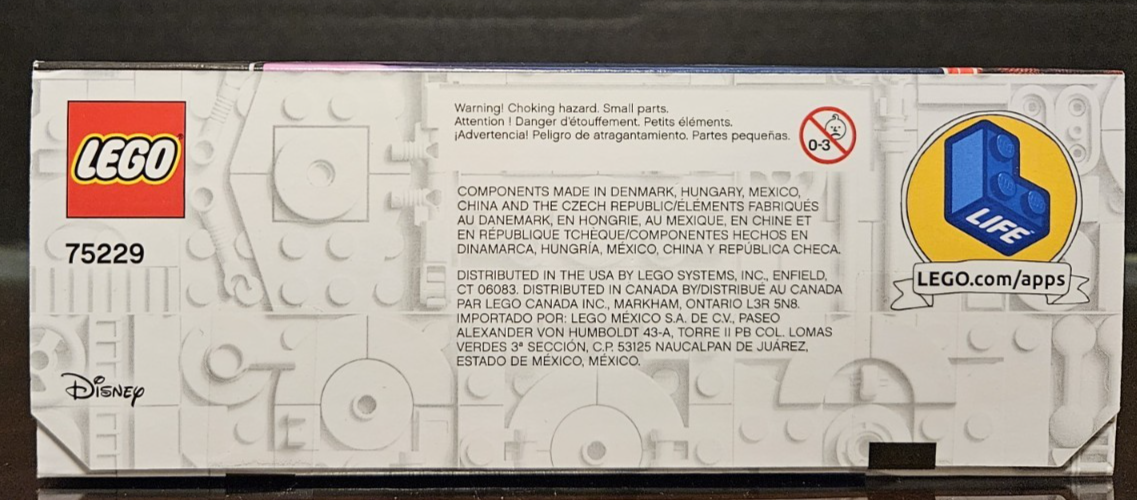 LEGO
75229
Disney
Warning! Choking hazard. Small parts.
Attention ! Danger d'étouffement. Petits éléments.
¡Advertencia! Peligro de atragantamiento. Partes pequeñas.
0-3
COMPONENTS MADE IN DENMARK, HUNGARY, MEXICO,
CHINA AND THE CZECH REPUBLIC/ÉLÉMENTS FABRIQUÉS
AU DANEMARK, EN HONGRIE, AU MEXIQUE, EN CHINE ET
EN RÉPUBLIQUE TCHÈQUE/COMPONENTES HECHOS EN
DINAMARCA, HUNGRÍA, MÉXICO, CHINA Y REPÚBLICA CHECA.
DISTRIBUTED IN THE USA BY LEGO SYSTEMS, INC., ENFIELD,
CT 06083. DISTRIBUTED IN CANADA BY/DISTRIBUÉ AU CANADA
PAR LEGO CANADA INC., MARKHAM, ONTARIO L3R 5N8.
IMPORTADO POR: LEGO MÉXICO S.A. DE C.V., PASEO
ALEXANDER VON HUMBOLDT 43-A, TORRE II PB COL. LOMAS
VERDES 3ª SECCIÓN, C.P. 53125 NAUCALPAN DE JUÁREZ,
ESTADO DE MÉXICO, MÉXICO.
LIFE
LEGO.com/apps